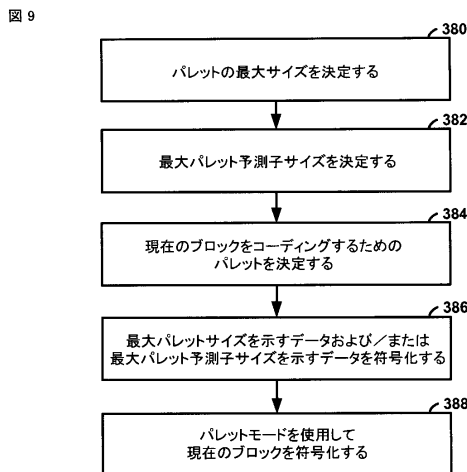 図 9
380
パレットの最大サイズを決定する
382
最大パレット予測子サイズを決定する
384
現在のブロックをコーディングするための
パレットを決定する
386
最大パレットサイズを示すデータおよび／または
最大パレット予測子サイズを示すデータを符号化する
388
パレットモードを使用して
現在のブロックを符号化する